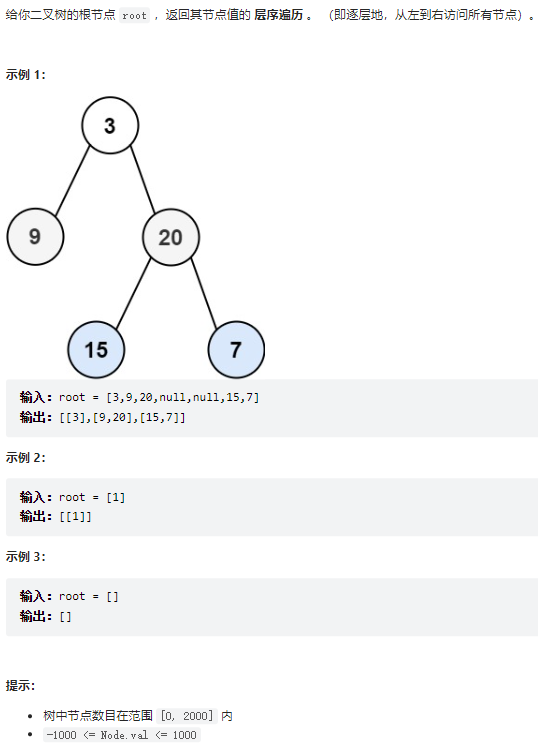 给你二叉树的根节点 root ，返回其节点值的 层序遍历 。 （即逐层地，从左到右访问所有节点）。
示例 1：
3
9
20
15
7
输入：root = [3,9,20,null,null,15,7]
输出：[[3],[9,20],[15,7]]
示例 2：
输入：root = [1]
输出：[[1]]
示例 3：
输入：root = []
输出：[]
提示：
• 树中节点数目在范围 [0, 2000] 内
• -1000 <= Node.val <= 1000